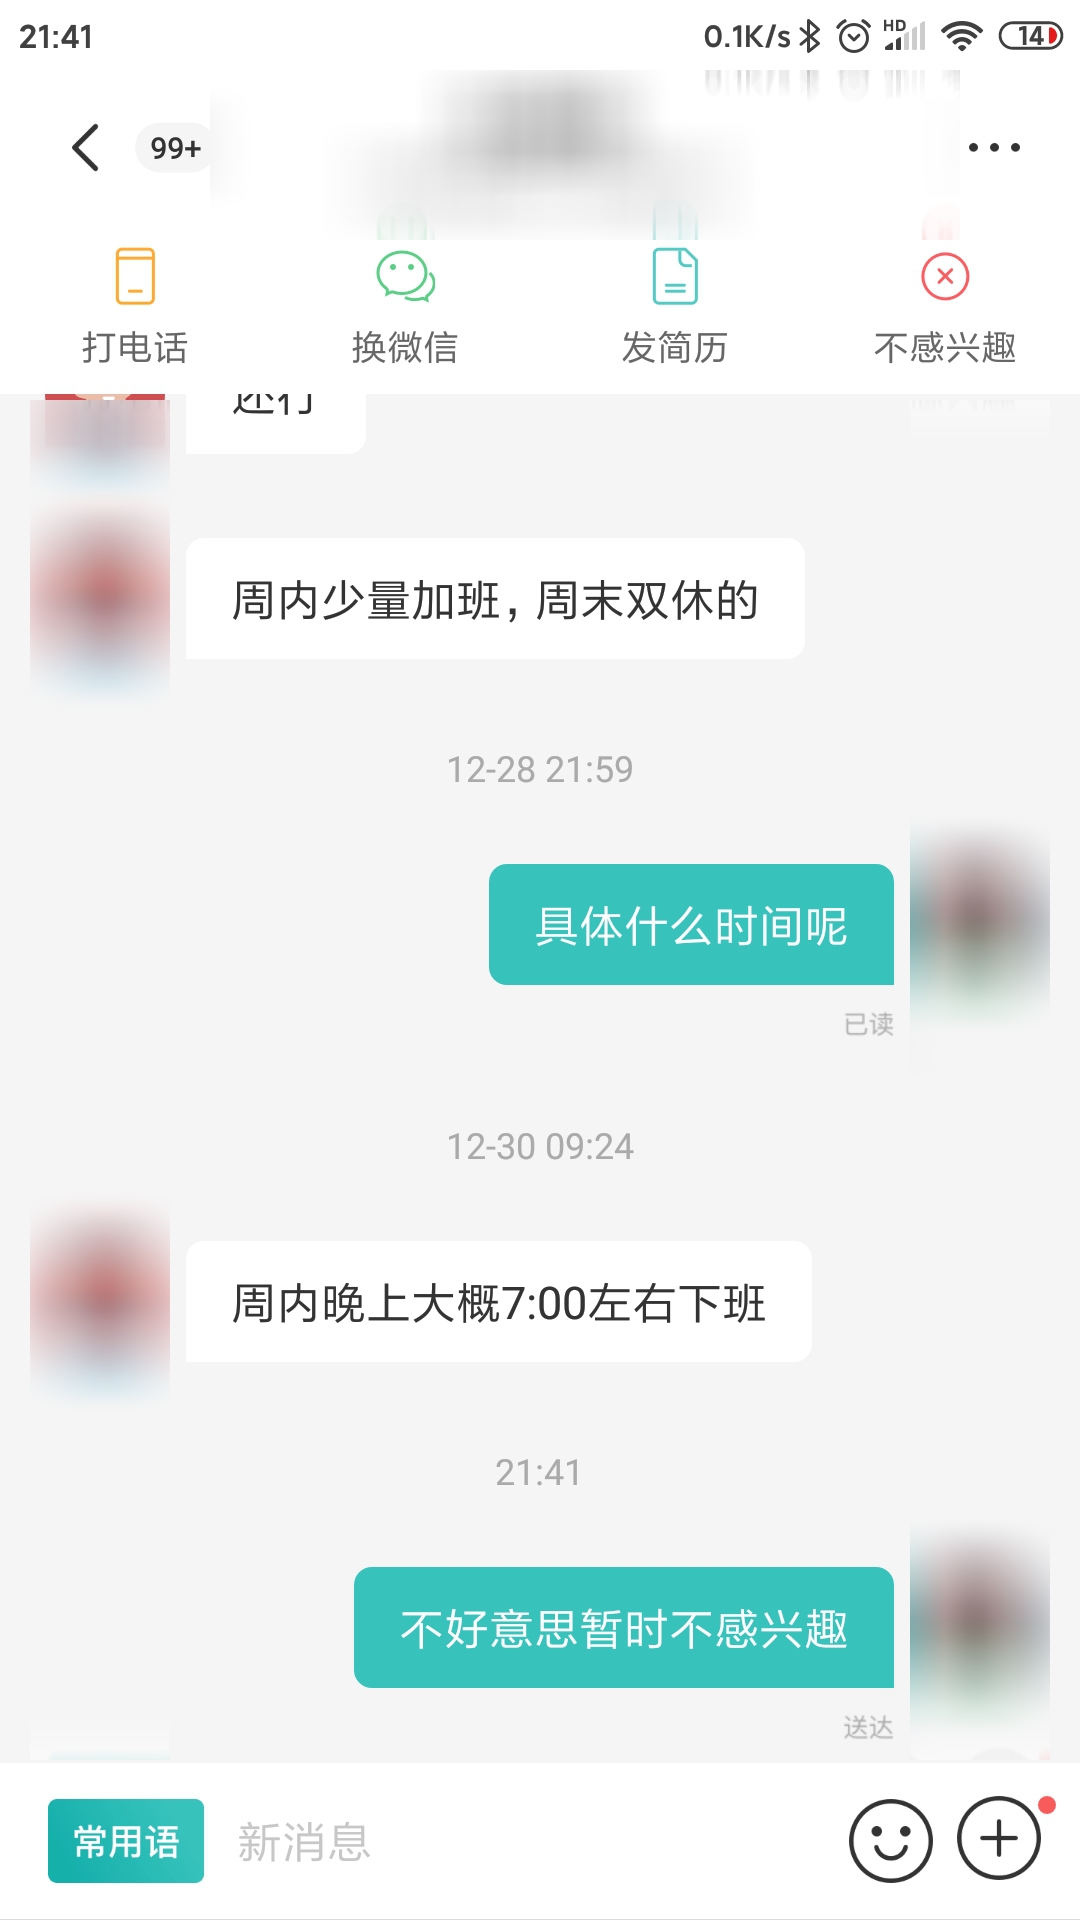 21:41 0.1K/s HD 14
99+
打电话 换微信 发简历 不感兴趣
还行
周内少量加班，周末双休的
12-28 21:59
具体什么时间呢
已读
12-30 09:24
周内晚上大概7:00左右下班
21:41
不好意思暂时不感兴趣
送达
常用语 新消息